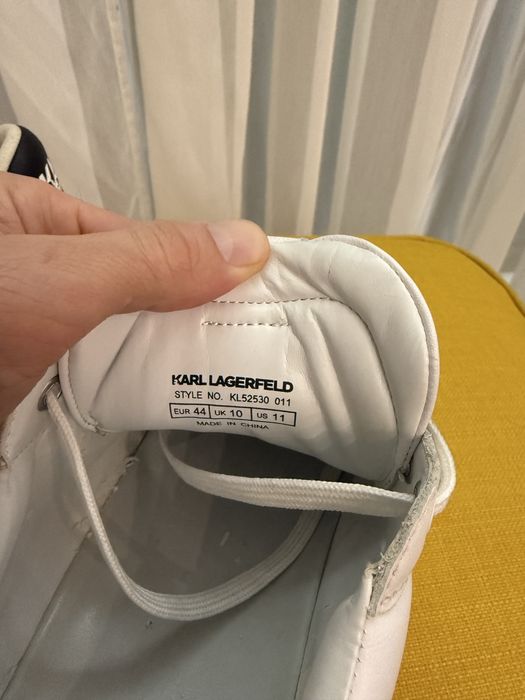 KARL LAGERFELD
STYLE NO. KL52530 011
EUR 44 UK 10 US 11
MADE IN CHINA